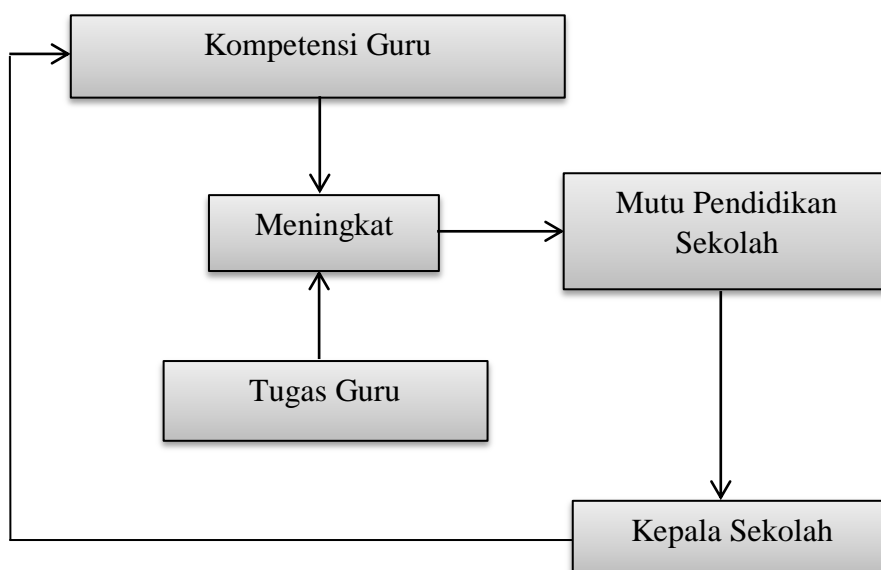 Kompetensi Guru
Meningkat
Mutu Pendidikan
Sekolah
Tugas Guru
Kepala Sekolah